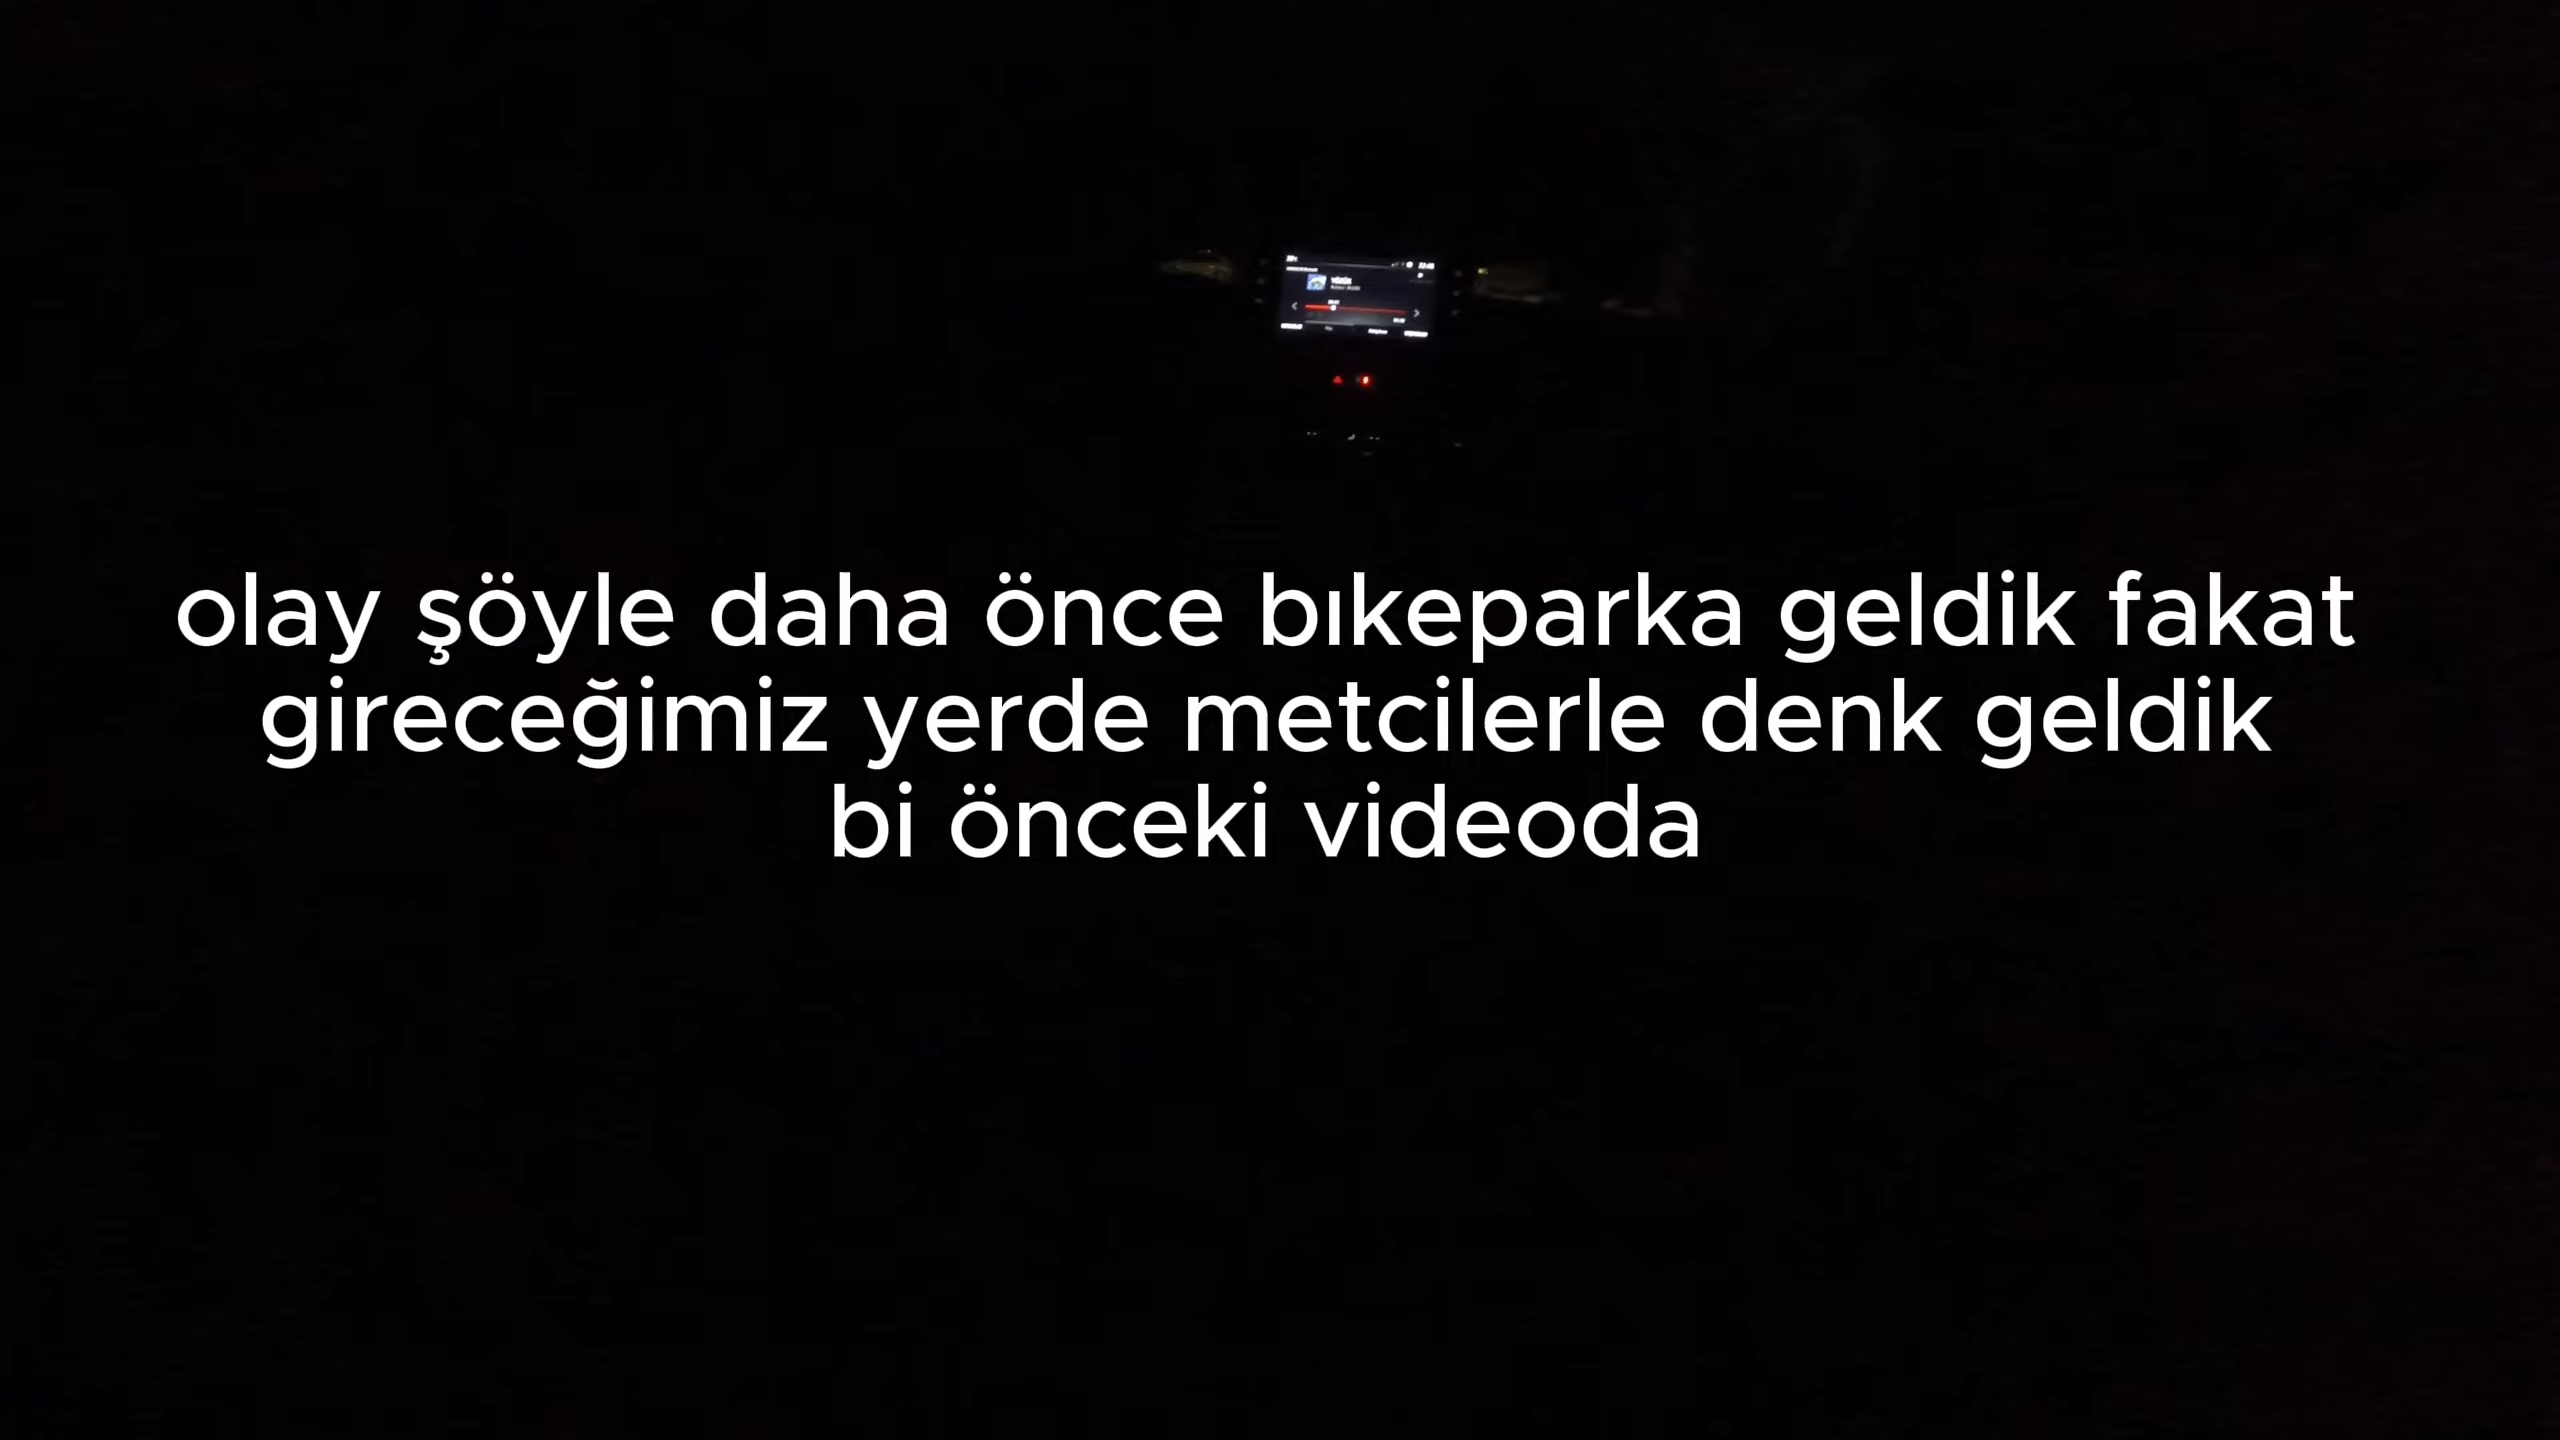 olay şöyle daha önce bıkeparka geldik fakat
gireceğimiz yerde metcilerle denk geldik
bi önceki videoda